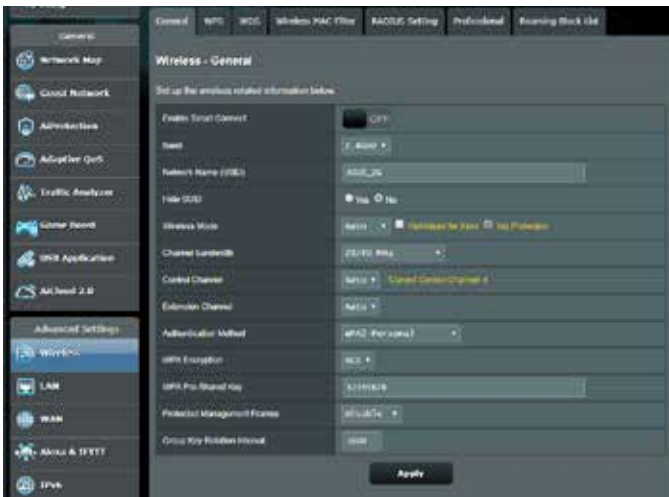 General
WPS
WDS
Wireless MAC Filter
RADIUS Setting
Professional
Roaming Block List
General
Network Map
Guest Network
AiProtection
Adaptive QoS
Traffic Analyzer
Game Boost
USB Application
AiCloud 2.0
Advanced Settings
Wireless
LAN
WAN
Alexa & IFTTT
IPv6
Wireless - General
Set up the wireless related information below.
Enable Smart Connect
OFF
Band
2.4GHz
Network Name (SSID)
ASUS_2G
Hide SSID
Yes No
Wireless Mode
Auto Optimized for Xbox b/g Protection
Channel bandwidth
20/40 MHz
Control Channel
Auto Current Control Channel:
Extension Channel
Auto
Authentication Method
WPA2-Personal
WPA Encryption
AES
WPA Pre-Shared Key
Protected Management Frames
Disable
Group Key Rotation Interval
3600
Apply